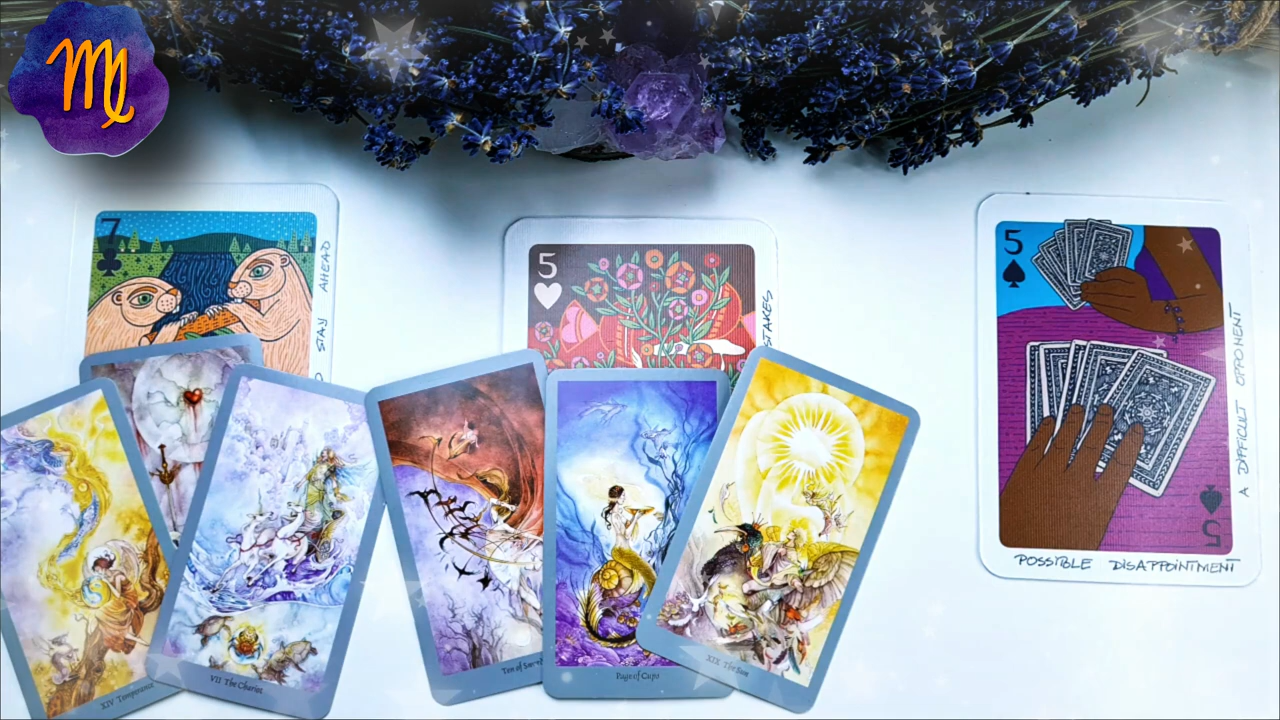 7
STAY AHEAD
5
STAKES
5
A DIFFICULT OPPONENT
5
POSSIBLE DISAPPOINTMENT
XIV Temperance
VII The Chariot
Ten of
Page of Cups
XIX The Sun